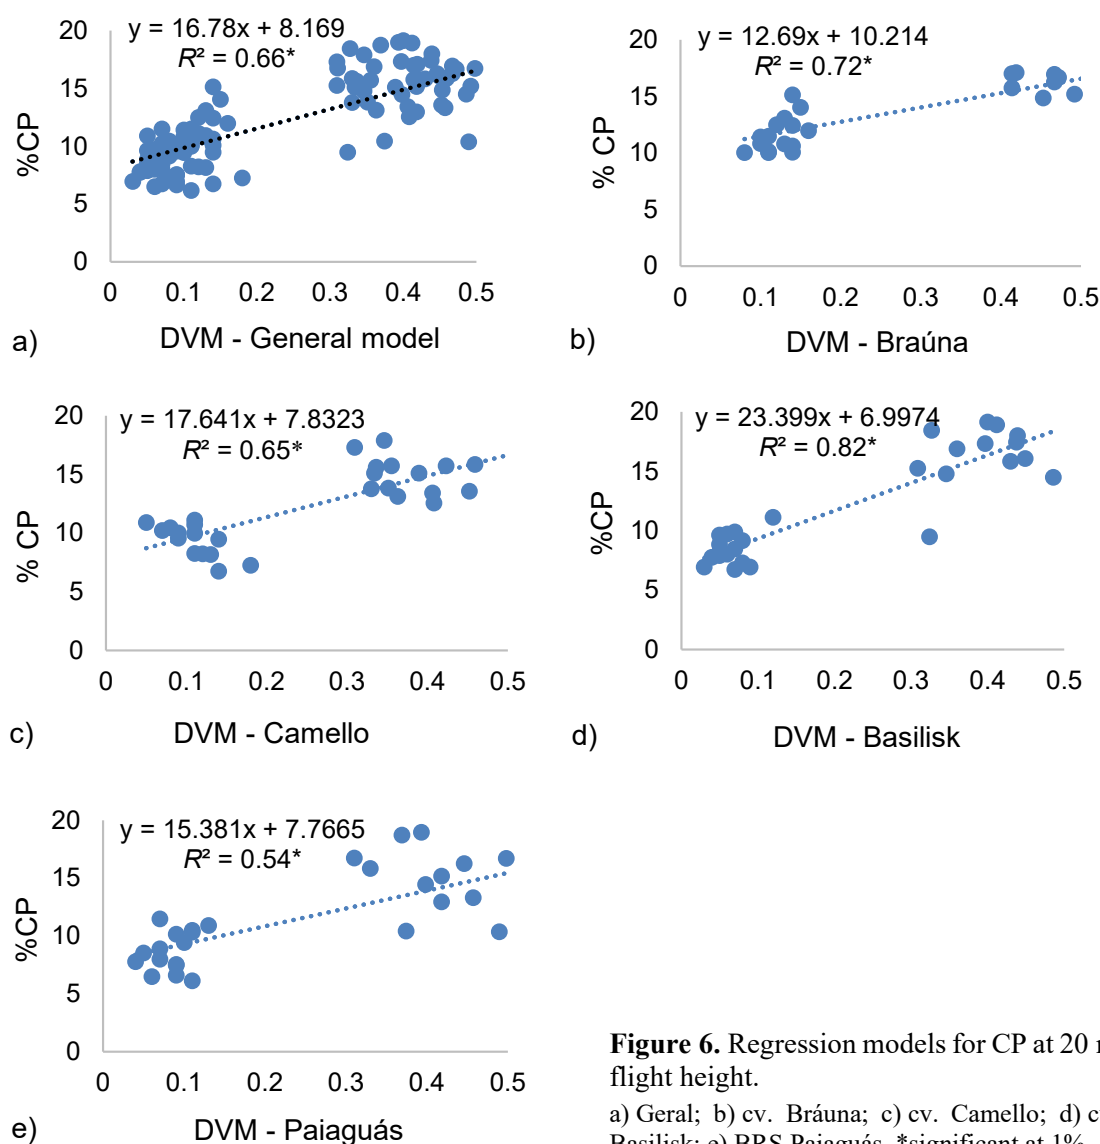 y = 16.78x + 8.169
R² = 0.66*
20
15
10
5
0
%CP
0 0.1 0.2 0.3 0.4 0.5
a) DVM - General model
y = 12.69x + 10.214
R² = 0.72*
20
15
10
5
0
% CP
0 0.1 0.2 0.3 0.4 0.5
b) DVM - Braúna
y = 17.641x + 7.8323
R² = 0.65*
20
15
10
5
0
% CP
0 0.1 0.2 0.3 0.4 0.5
c) DVM - Camello
y = 23.399x + 6.9974
R² = 0.82*
20
15
10
5
0
%CP
0 0.1 0.2 0.3 0.4 0.5
d) DVM - Basilisk
y = 15.381x + 7.7665
R² = 0.54*
20
15
10
5
0
%CP
0 0.1 0.2 0.3 0.4 0.5
e) DVM - Paiaguás
Figure 6. Regression models for CP at 20
flight height.
a) Geral; b) cv. Bráuna; c) cv. Camello; d)
Basilisk; e) BRS Paiaguás. *significant at 1%